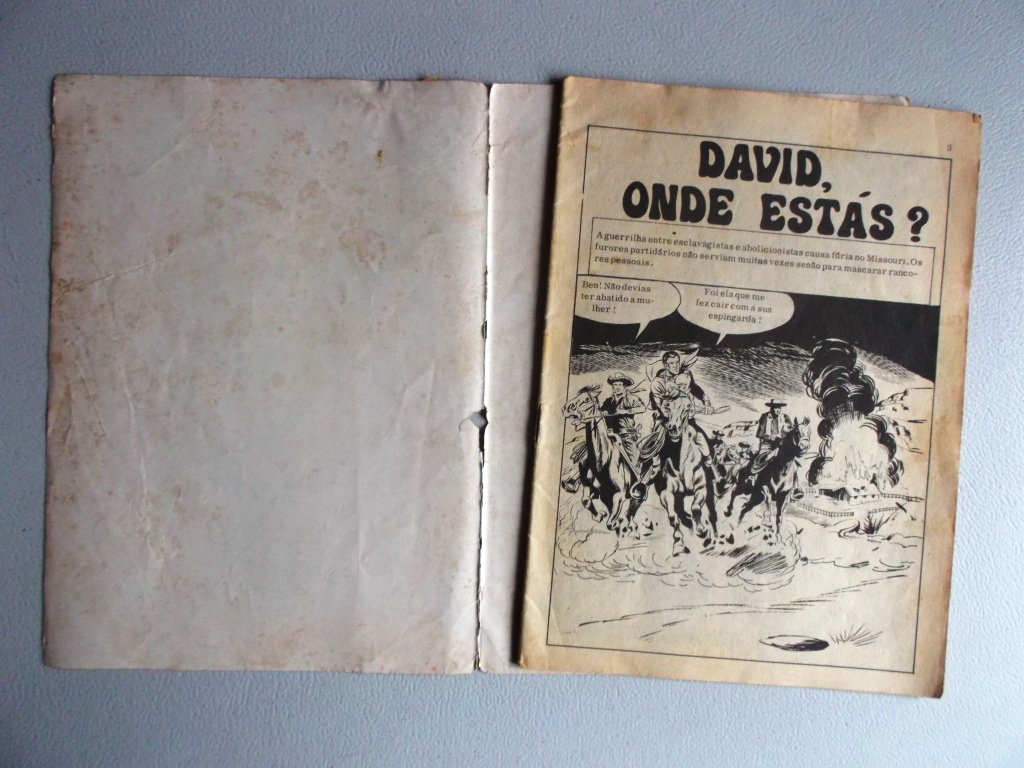 3
DAVID,
ONDE ESTÁS?
A guerrilha entre esclavagistas e abolicionistas causa fúria no Missouri. Os
furores partidários não serviam muitas vezes senão para mascarar ranco-
res pessoais.
Ben! Não devias
ter abatido a mu-
lher!
Foi ela que me
fez cair com a sua
espingarda!